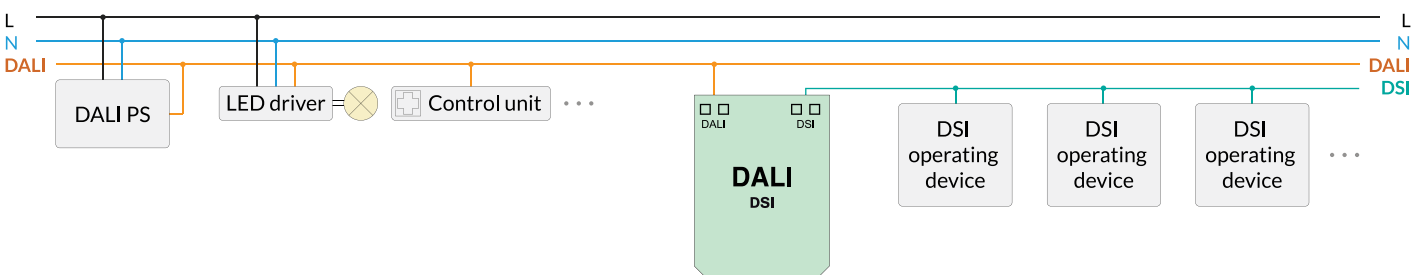 L
L
N
N
DALI
DALI
DSI
DALI PS
LED driver
Control unit
...
DALI
DSI
DALI
DSI
DSI
operating
device
DSI
operating
device
DSI
operating
device
...